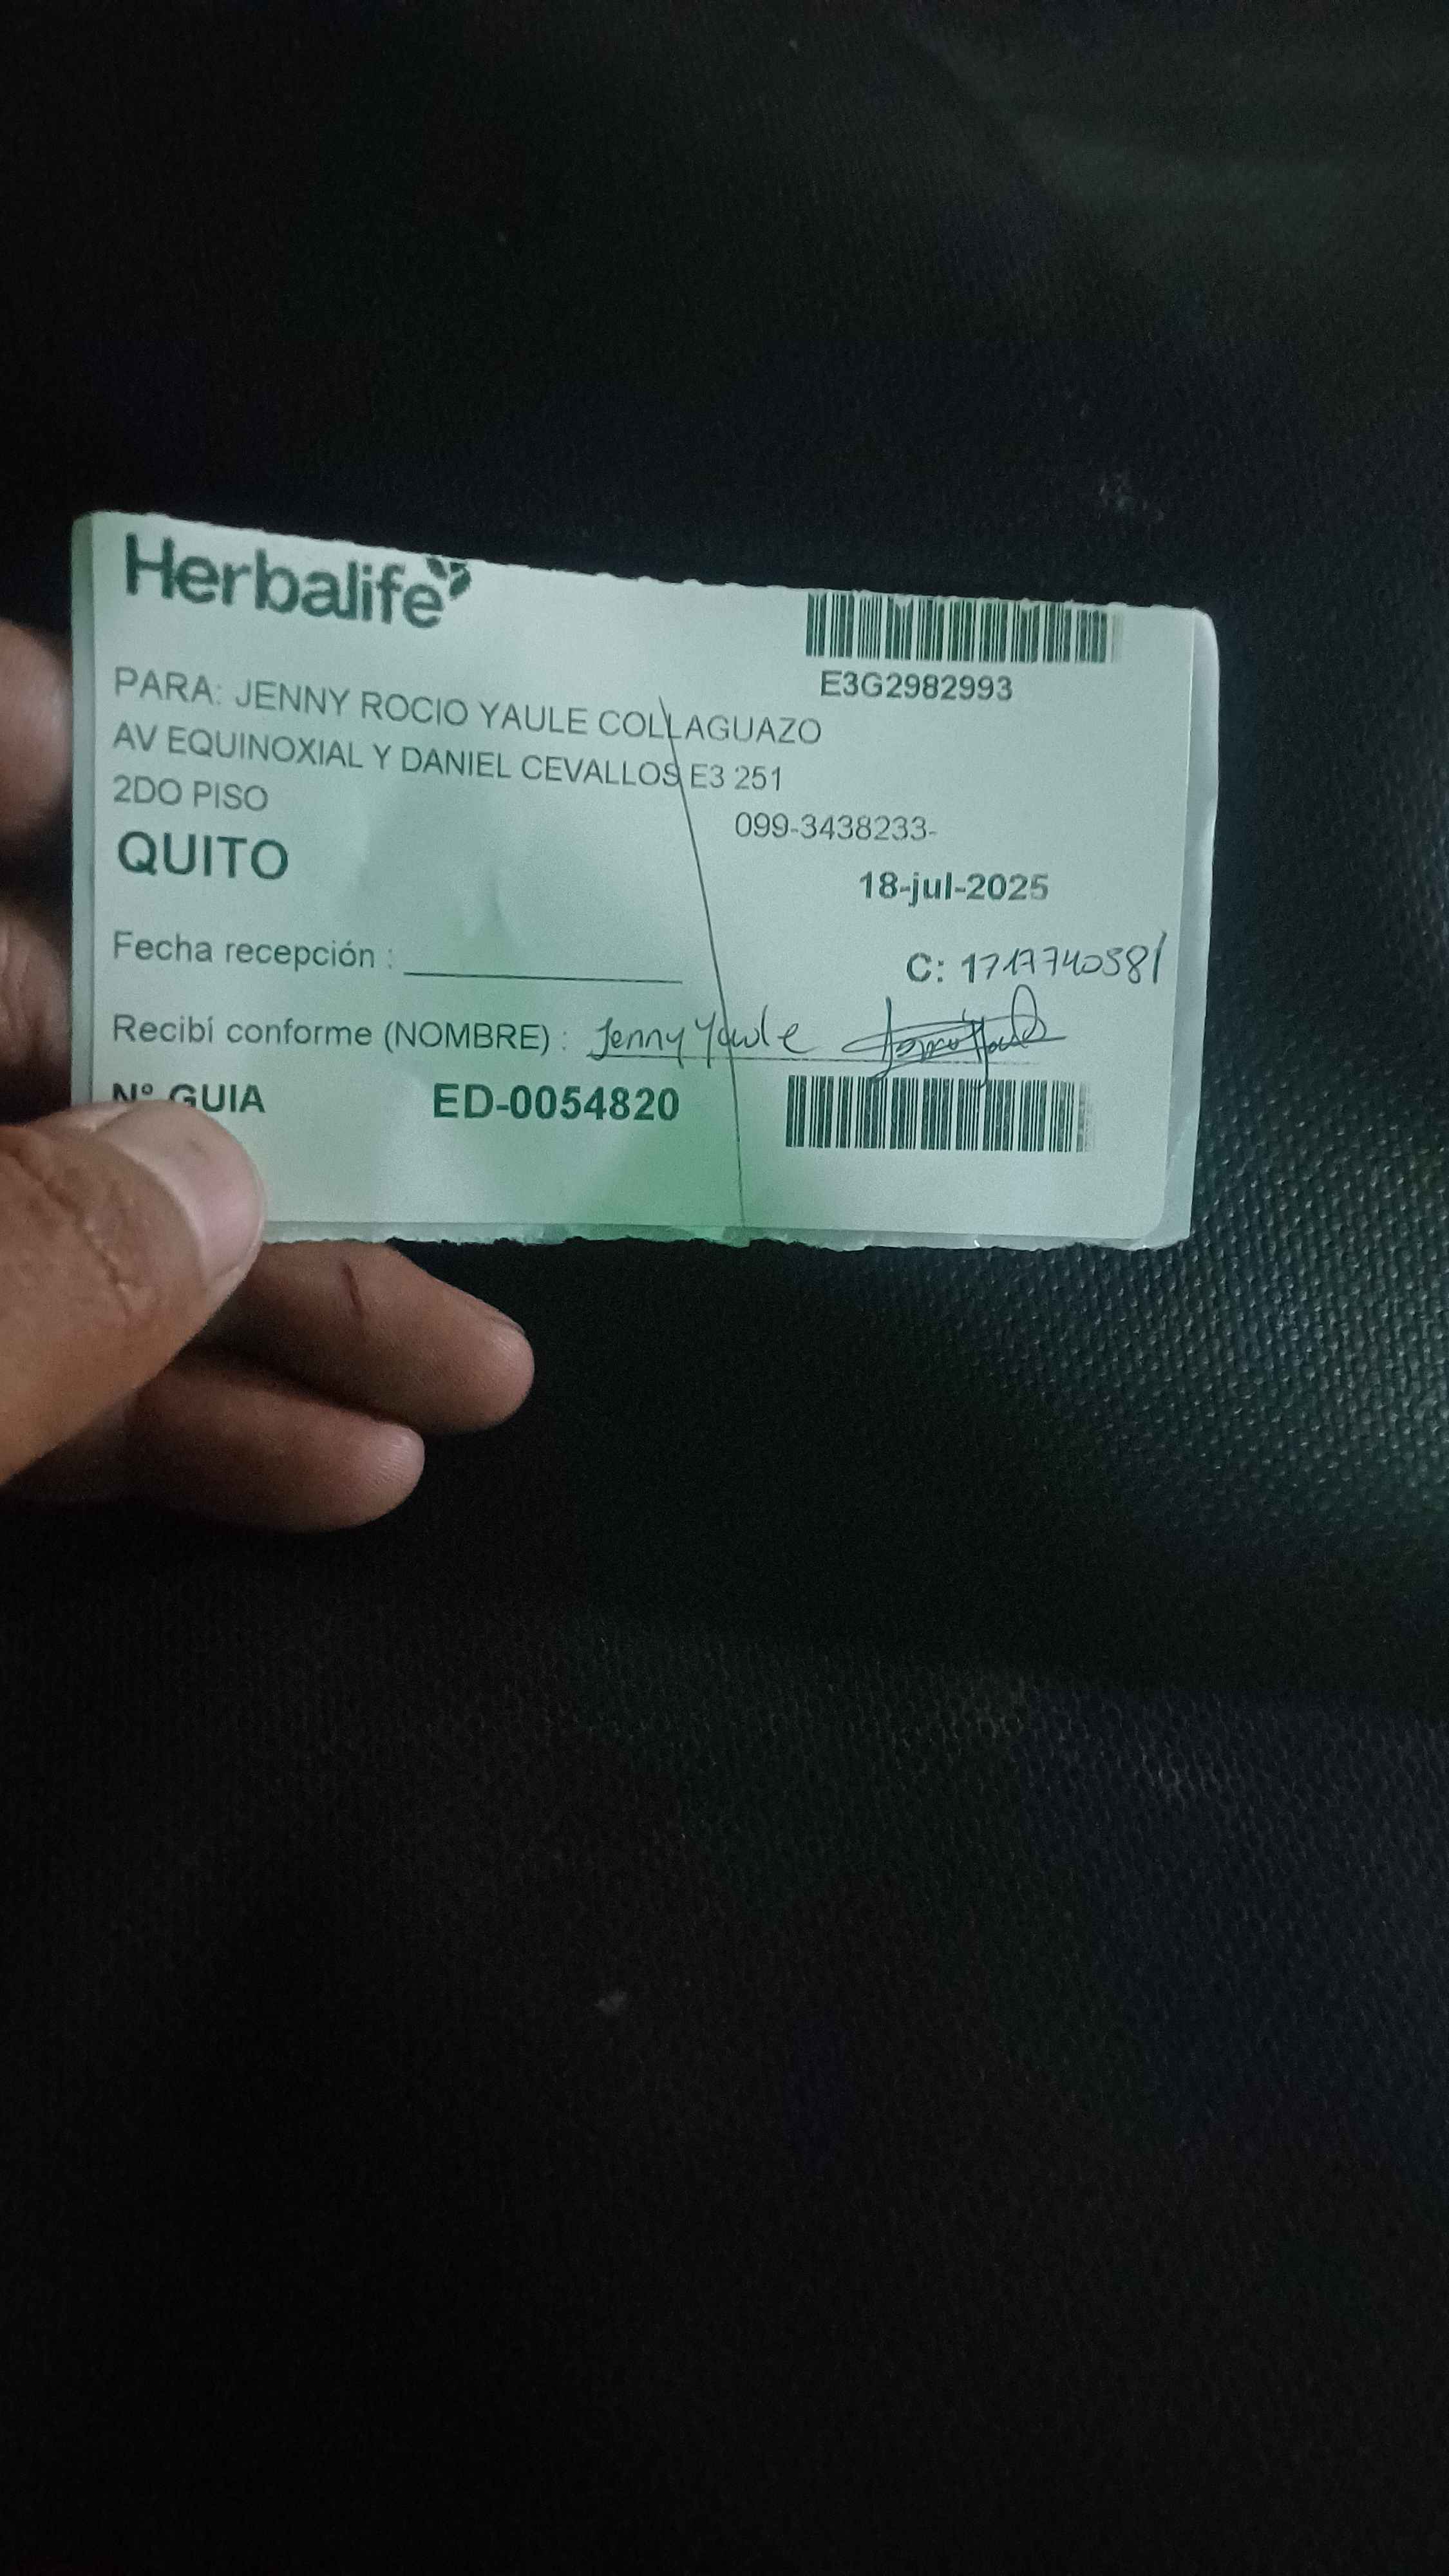 Herbalife
E3G2982993
PARA: JENNY ROCIO YAULE COLLAGUAZO
AV EQUINOXIAL Y DANIEL CEVALLOS E3 251
2DO PISO
099-3438233-
QUITO
18-jul-2025
Fecha recepción :
C: 1717740581
Recibí conforme (NOMBRE) : Jenny Yaule
Nº GUIA ED-0054820